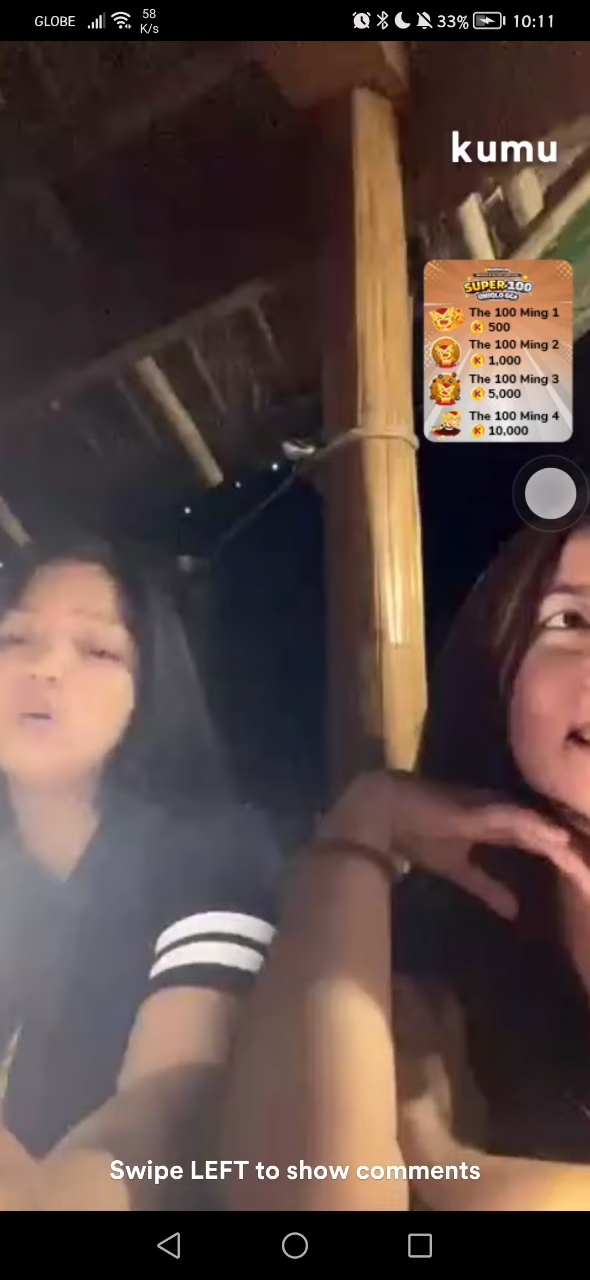 GLOBE 58 K/s 33% 10:11
kumu
SUPER 100
The 100 Ming 1
K 500
The 100 Ming 2
K 1,000
The 100 Ming 3
K 5,000
The 100 Ming 4
K 10,000
Swipe LEFT to show comments